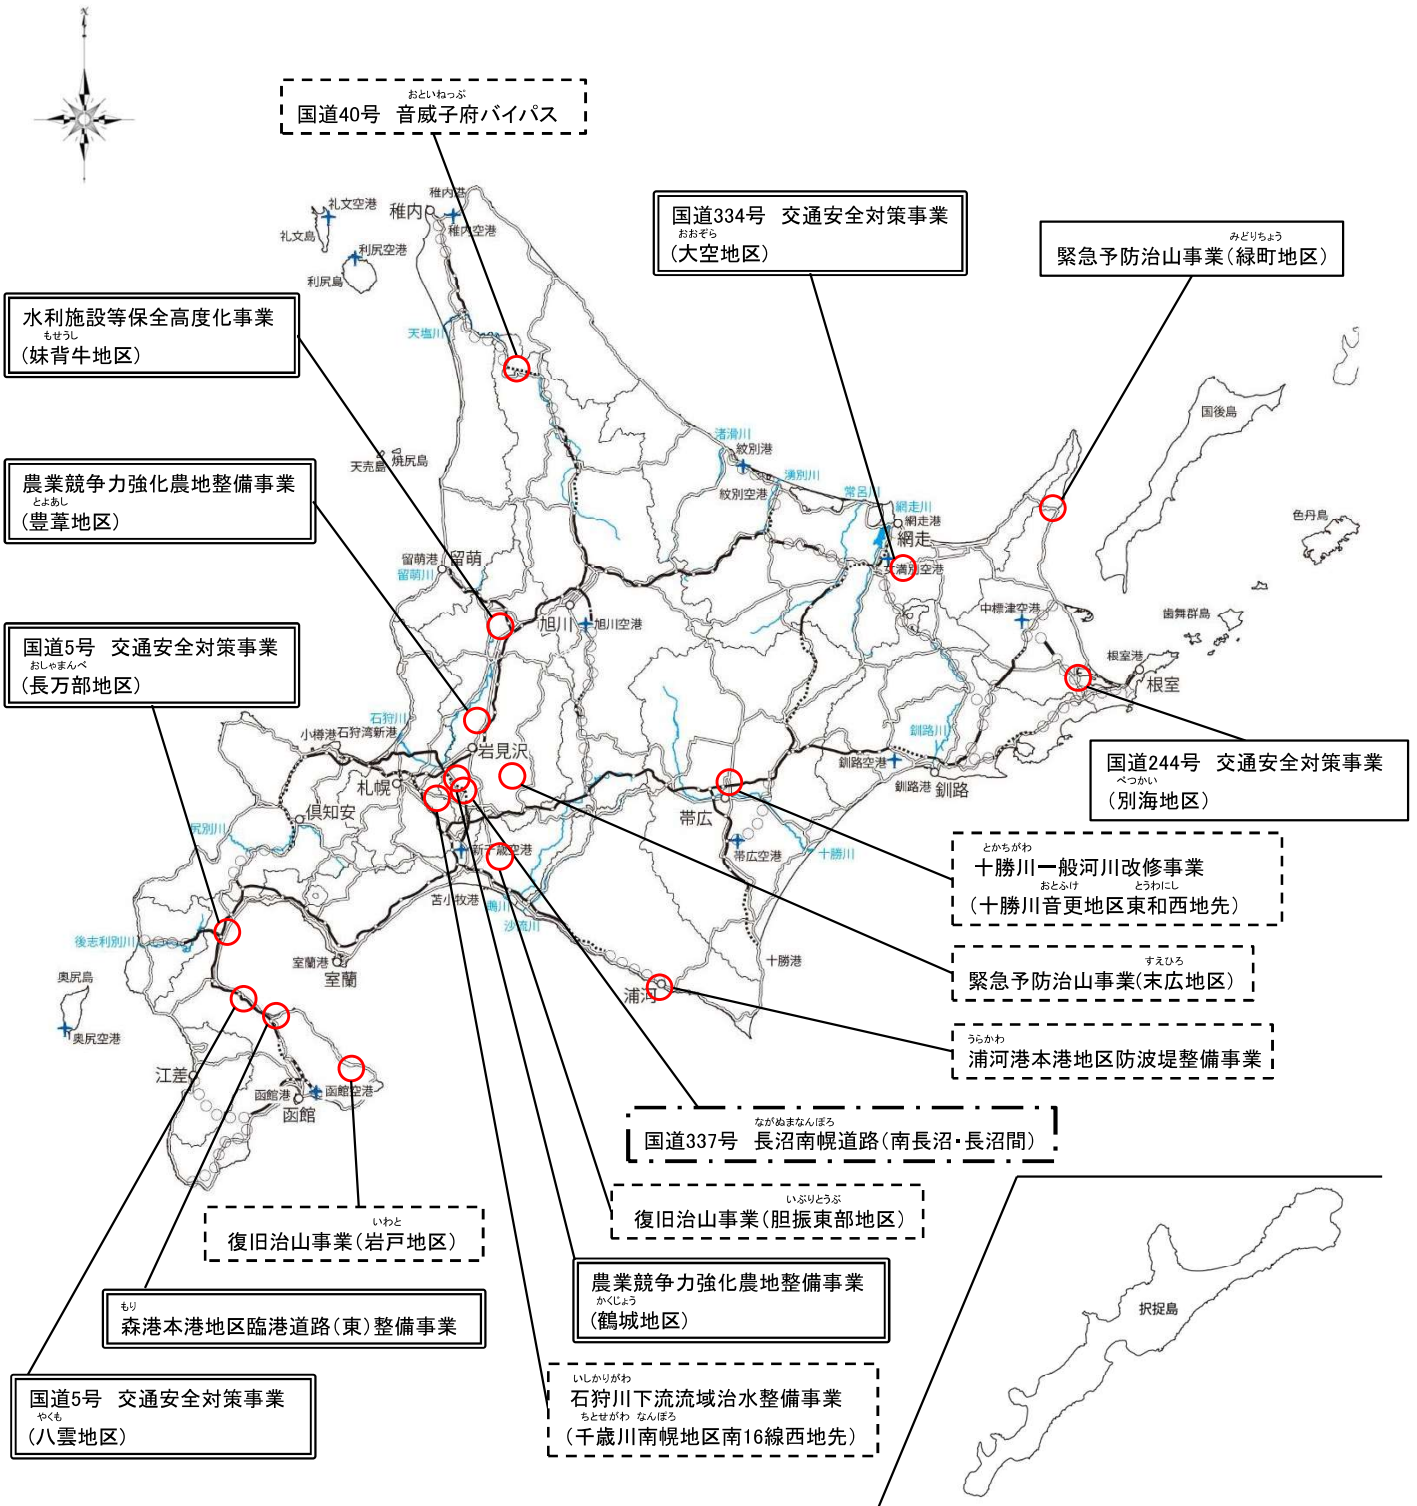 N
おといねっぷ
国道40号 音威子府バイパス
国道334号 交通安全対策事業
おおぞら
(大空地区)
みどりちょう
緊急予防治山事業(緑町地区)
水利施設等保全高度化事業
もせうし
(妹背牛地区)
農業競争力強化農地整備事業
とよあし
(豊葦地区)
国道5号 交通安全対策事業
おしゃまんべ
(長万部地区)
礼文空港
礼文島
利尻空港
利尻島
稚内港
稚内
稚内空港
天塩川
天売島
焼尻島
渚滑川
紋別港
紋別空港
湧別川
常呂川
網走川
網走港
網走
女満別空港
国後島
色丹島
歯舞群島
中標津空港
根室港
根室
留萌港
留萌
留萌川
旭川
旭川空港
石狩川
小樽港
石狩湾新港
岩見沢
札幌
倶知安
尻別川
新千歳空港
苫小牧港
鵡川
沙流川
帯広
帯広空港
十勝川
十勝港
釧路川
釧路空港
釧路港
釧路
後志利別川
室蘭港
室蘭
浦河
奥尻島
奥尻空港
江差
函館港
函館
函館空港
国道244号 交通安全対策事業
べつかい
(別海地区)
とかちがわ
十勝川一般河川改修事業
おとふけ とうわにし
(十勝川音更地区東和西地先)
すえひろ
緊急予防治山事業(末広地区)
うらかわ
浦河港本港地区防波堤整備事業
ながぬまなんぽろ
国道337号 長沼南幌道路(南長沼・長沼間)
いぶりとうぶ
復旧治山事業(胆振東部地区)
いわと
復旧治山事業(岩戸地区)
農業競争力強化農地整備事業
かくじょう
(鶴城地区)
もり
森港本港地区臨港道路(東)整備事業
いしかりがわ
石狩川下流流域治水整備事業
ちとせがわ なんぽろ
(千歳川南幌地区南16線西地先)
国道5号 交通安全対策事業
やくも
(八雲地区)
択捉島